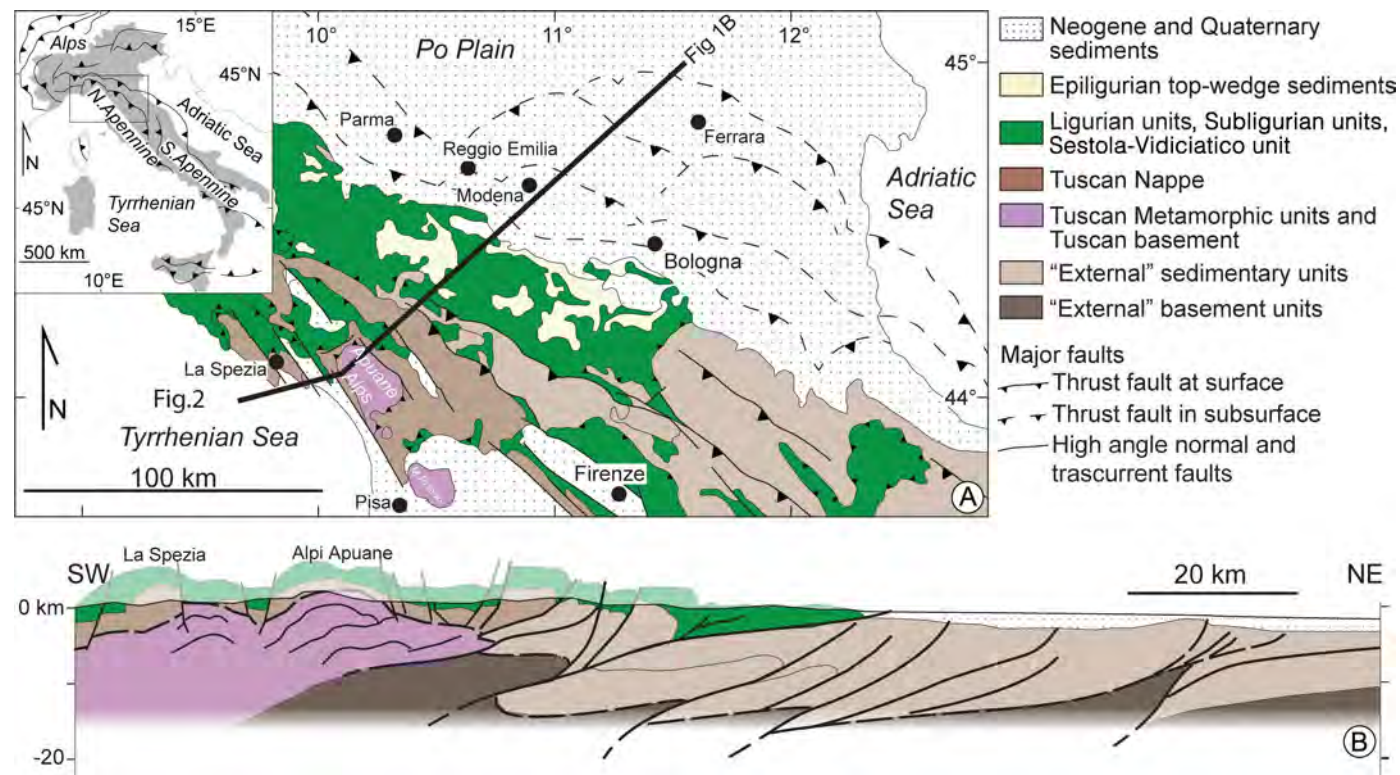 15°E
Alps
45°N
N.Apennine
S.Apennine
Adriatic Sea
N
Tyrrhenian
Sea
45°N
500 km
10°E
10°
11°
12°
Po Plain
Fig 1B
45°N
45°
Parma
Ferrara
Reggio Emilia
Modena
Adriatic
Sea
Bologna
La Spezia
Apuane
Alps
44°
N
Fig.2
Tyrrhenian Sea
100 km
Firenze
Pisa
A
Neogene and Quaternary
sediments
Epiligurian top-wedge sediments
Ligurian units, Subligurian units,
Sestola-Vidiciatico unit
Tuscan Nappe
Tuscan Metamorphic units and
Tuscan basement
"External" sedimentary units
"External" basement units
Major faults
Thrust fault at surface
Thrust fault in subsurface
High angle normal and
trascurrent faults
La Spezia
Alpi Apuane
SW
20 km
NE
0 km
-10
-20
B